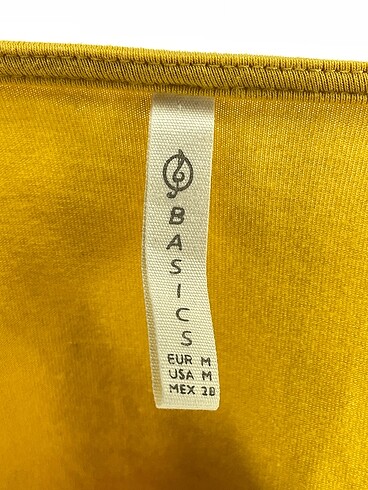 BASICS
EUR M
USA M
MEX 28